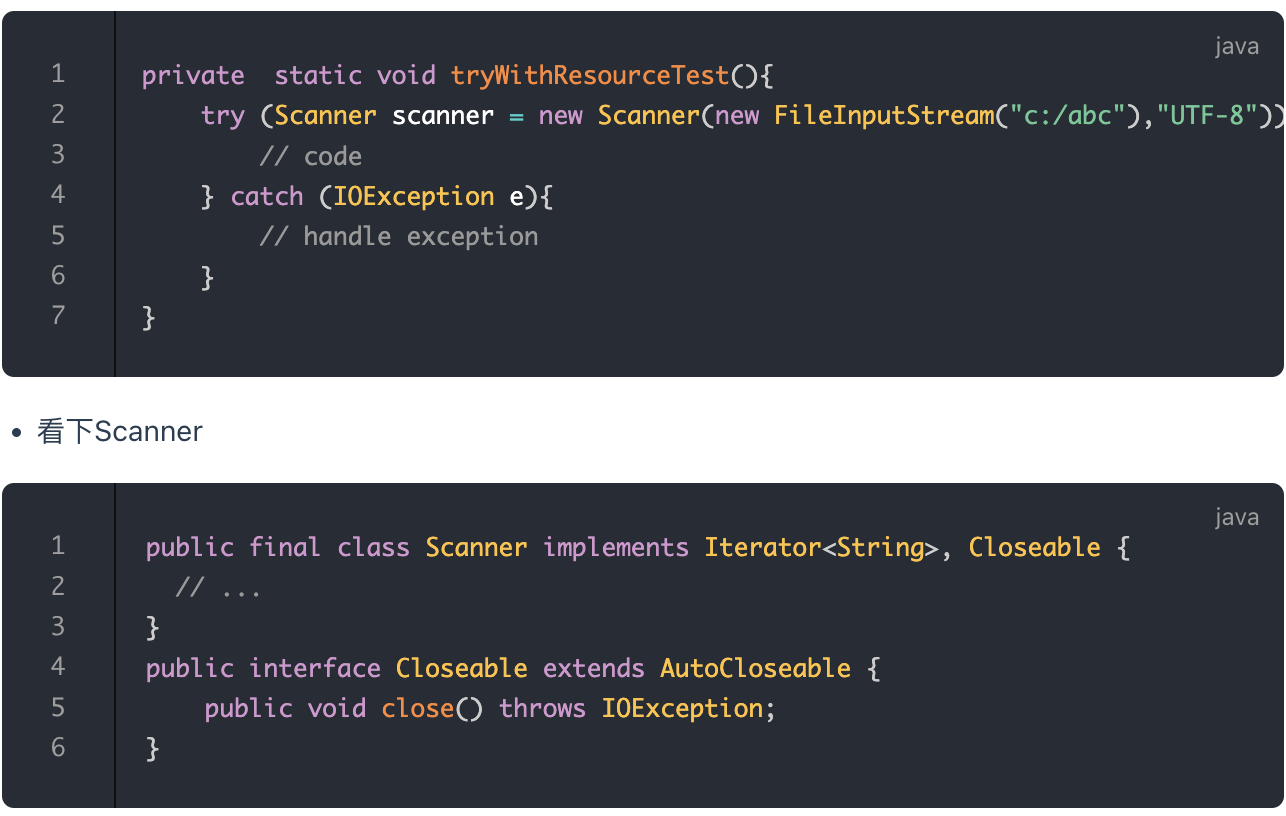 java
1 private  static void tryWithResourceTest(){
2     try (Scanner scanner = new Scanner(new FileInputStream("c:/abc"),"UTF-8"))
3         // code
4     } catch (IOException e){
5         // handle exception
6     }
7 }
• 看下Scanner
java
1 public final class Scanner implements Iterator<String>, Closeable {
2   // ...
3 }
4 public interface Closeable extends AutoCloseable {
5     public void close() throws IOException;
6 }